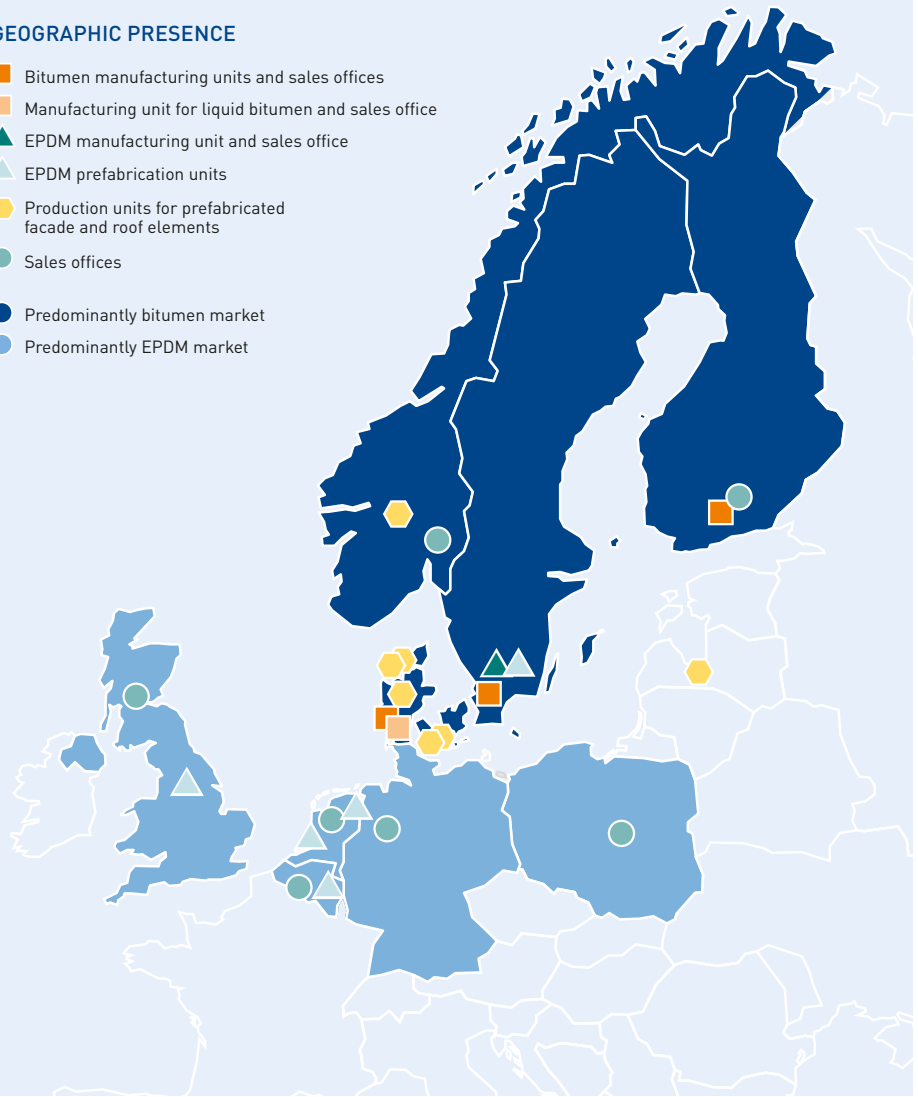 GEOGRAPHIC PRESENCE
Bitumen manufacturing units and sales offices
Manufacturing unit for liquid bitumen and sales office
EPDM manufacturing unit and sales office
EPDM prefabrication units
Production units for prefabricated
facade and roof elements
Sales offices
Predominantly bitumen market
Predominantly EPDM market